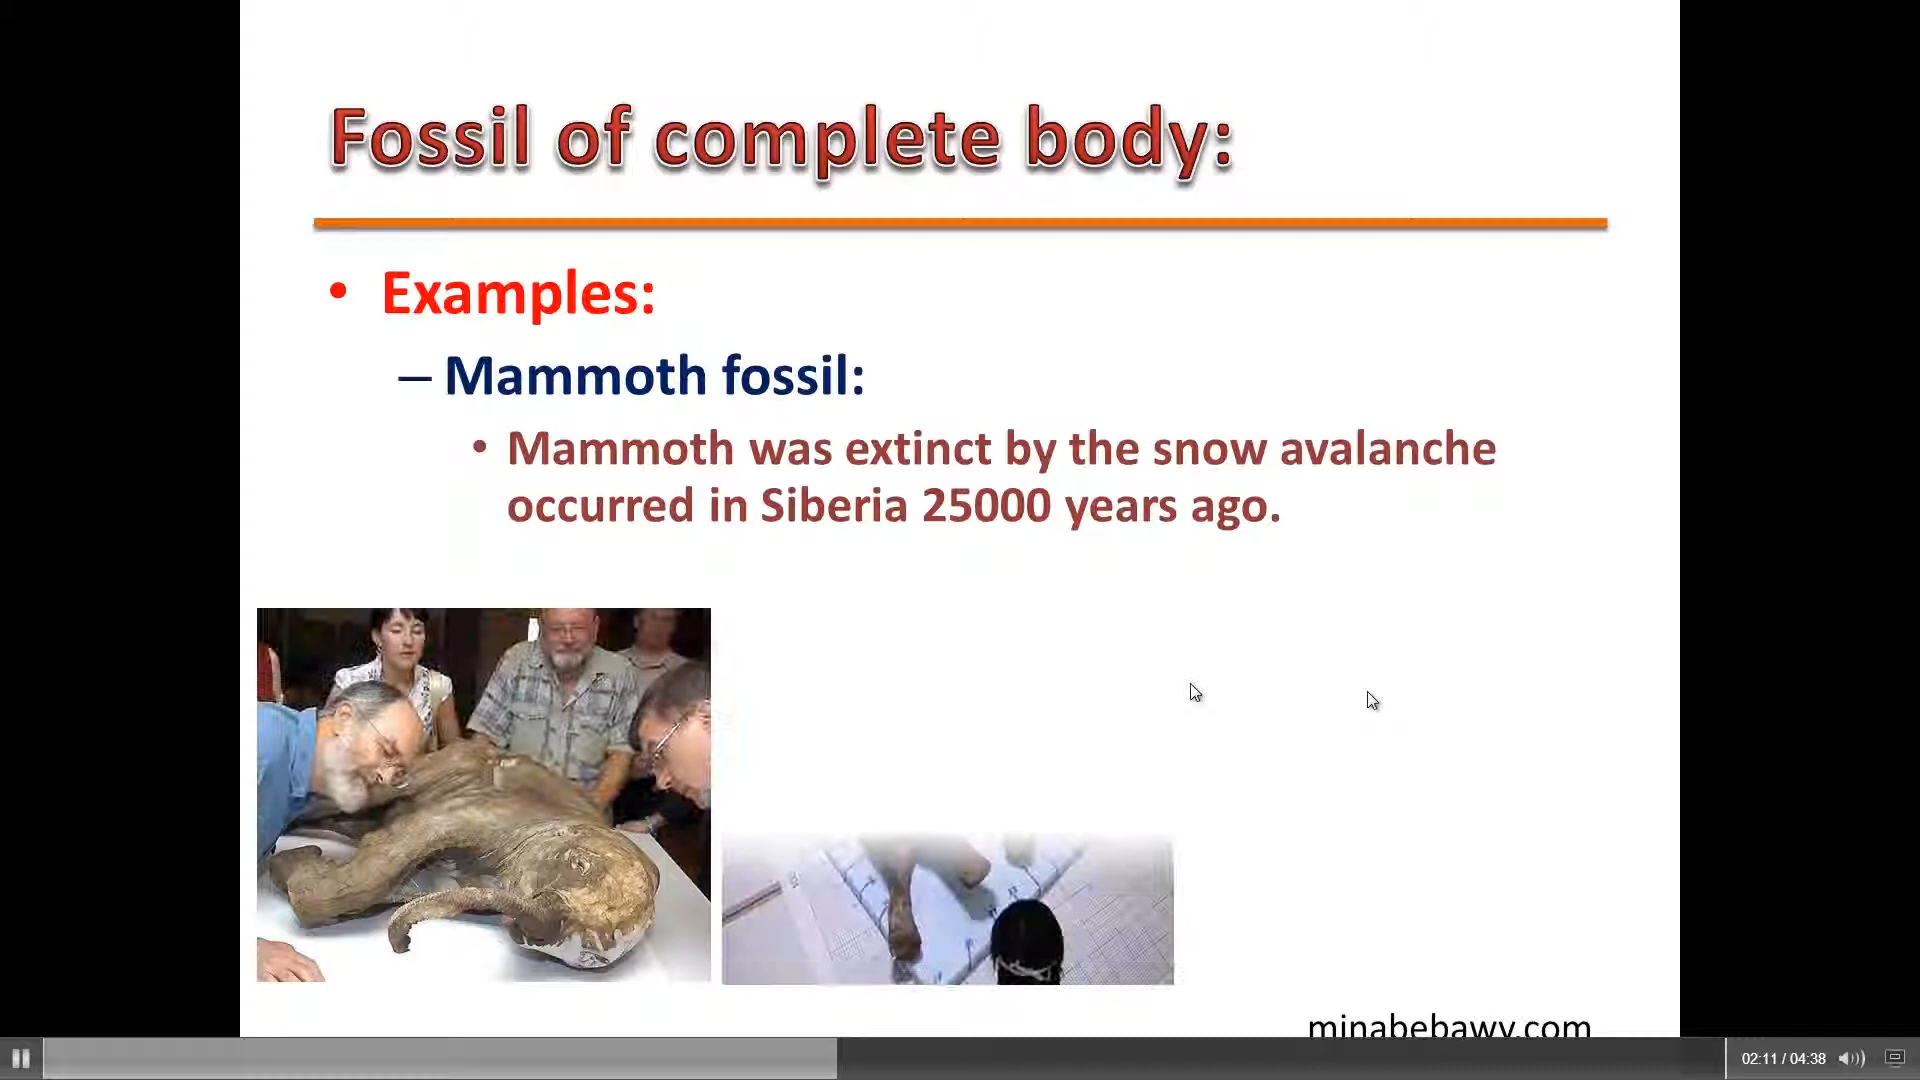 Fossil of complete body:
• Examples:
– Mammoth fossil:
• Mammoth was extinct by the snow avalanche
occurred in Siberia 25000 years ago.
minabebawy.com
02:11 / 04:38